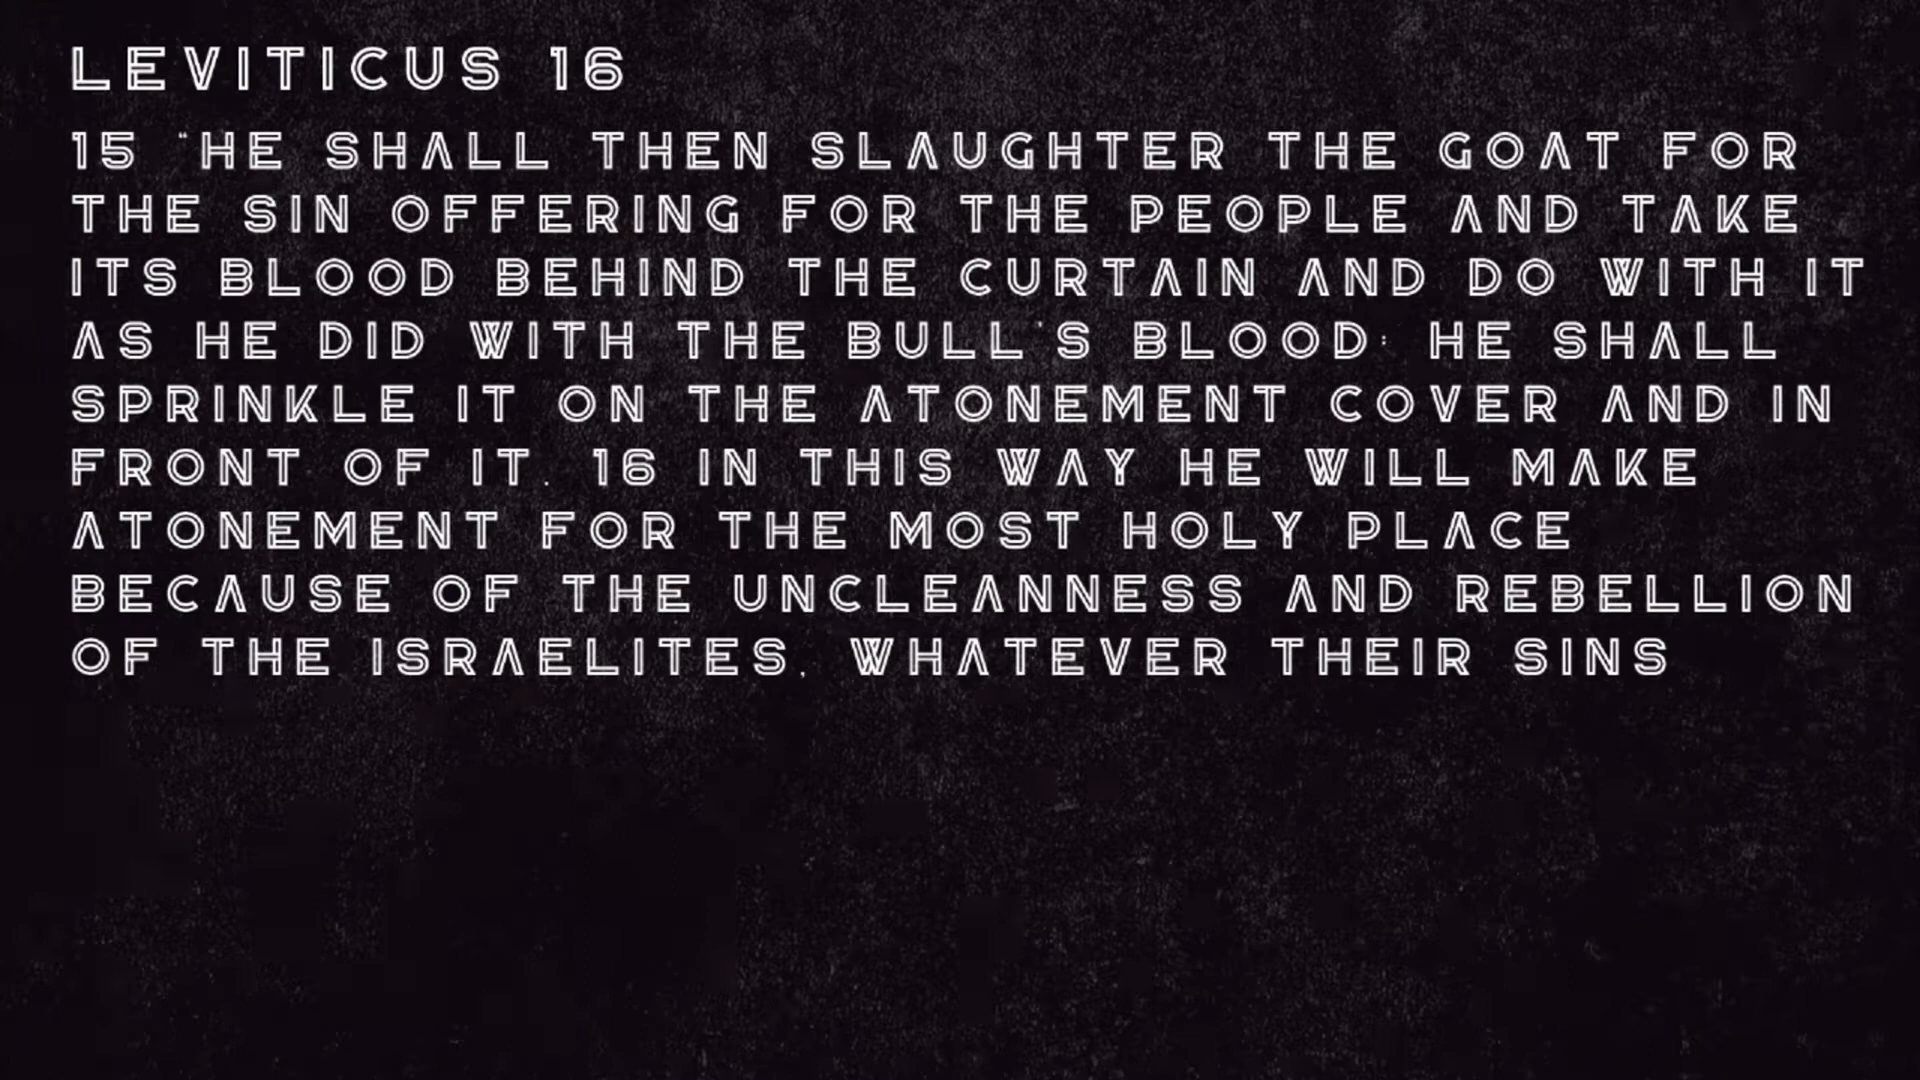 LEVITICUS 16
15 "HE SHALL THEN SLAUGHTER THE GOAT FOR
THE SIN OFFERING FOR THE PEOPLE AND TAKE
ITS BLOOD BEHIND THE CURTAIN AND DO WITH IT
AS HE DID WITH THE BULL'S BLOOD: HE SHALL
SPRINKLE IT ON THE ATONEMENT COVER AND IN
FRONT OF IT. 16 IN THIS WAY HE WILL MAKE
ATONEMENT FOR THE MOST HOLY PLACE
BECAUSE OF THE UNCLEANNESS AND REBELLION
OF THE ISRAELITES, WHATEVER THEIR SINS